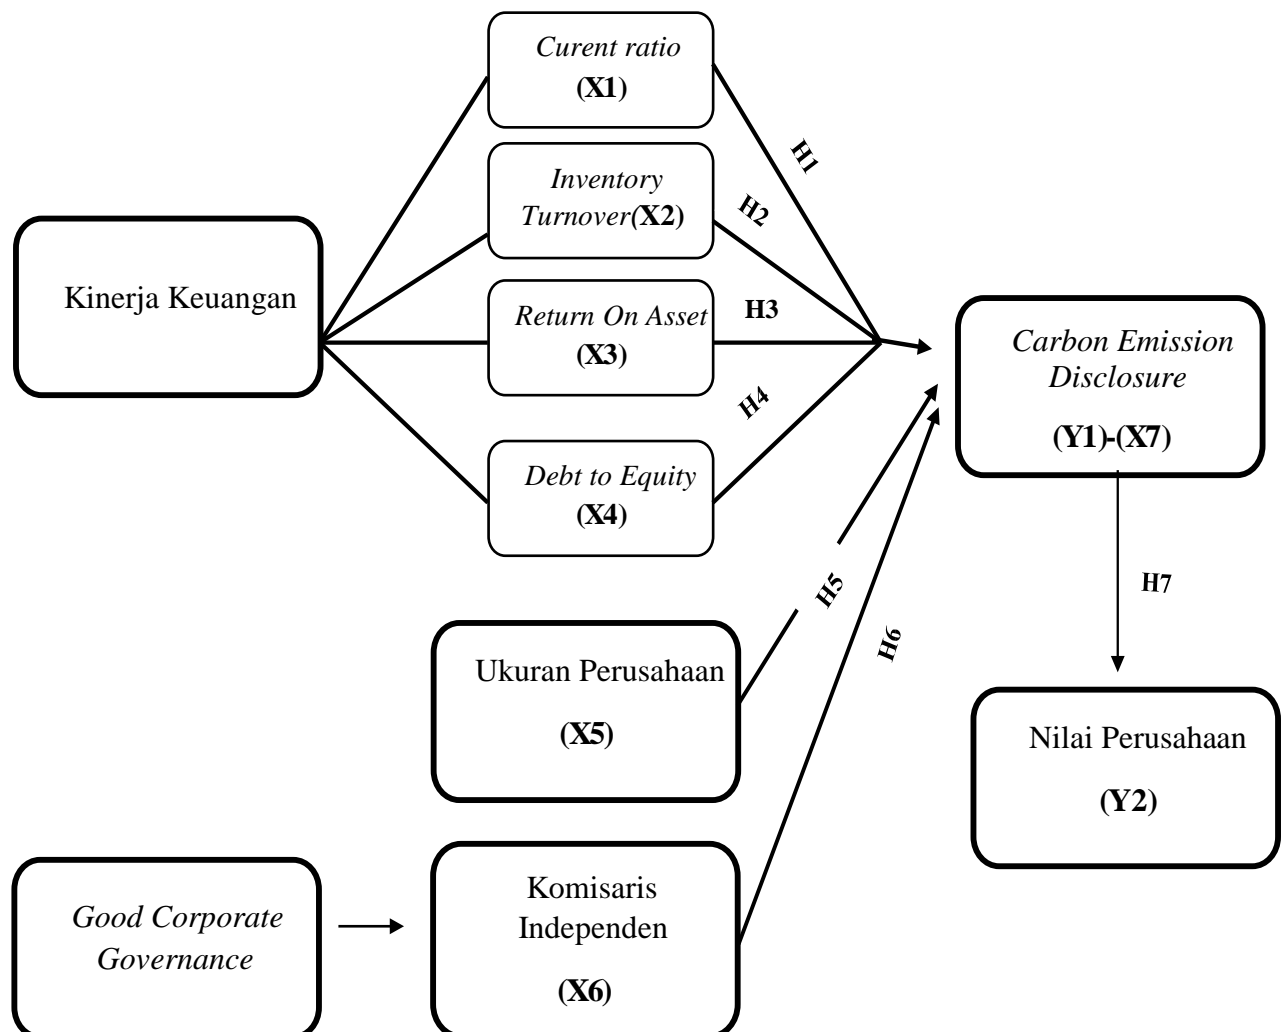 Curent ratio
(X1)
H1
Inventory
Turnover(X2)
H2
Kinerja Keuangan
Return On Asset
(X3)
H3
Carbon Emission
Disclosure
(Y1)-(X7)
H4
Debt to Equity
(X4)
H5
H6
H7
Ukuran Perusahaan
(X5)
Nilai Perusahaan
(Y2)
Good Corporate
Governance
Komisaris
Independen
(X6)